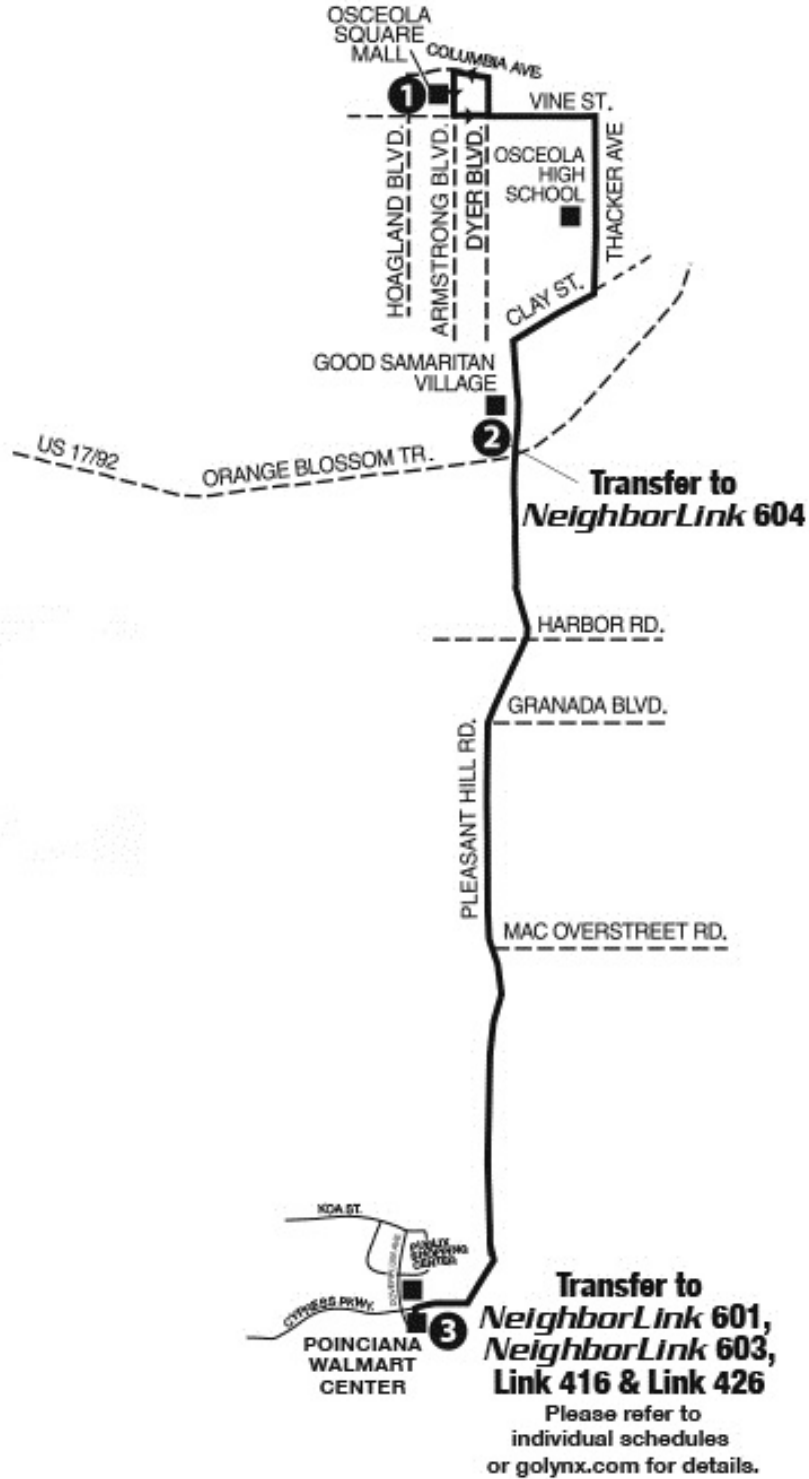 OSCEOLA
SQUARE
MALL
COLUMBIA AVE.
1
VINE ST.
HOAGLAND BLVD.
ARMSTRONG BLVD.
DYER BLVD.
OSCEOLA
HIGH
SCHOOL
THACKER AVE
CLAY ST.
GOOD SAMARITAN
VILLAGE
2
US 17/92
ORANGE BLOSSOM TR.
Transfer to
NeighborLink 604
HARBOR RD.
GRANADA BLVD.
PLEASANT HILL RD.
MAC OVERSTREET RD.
KOA ST.
PUBLIX
SHOPPING
CENTER
CYPRESS PKWY.
3
POINCIANA
WALMART
CENTER
Transfer to
NeighborLink 601,
NeighborLink 603,
Link 416 & Link 426
Please refer to
individual schedules
or golynx.com for details.